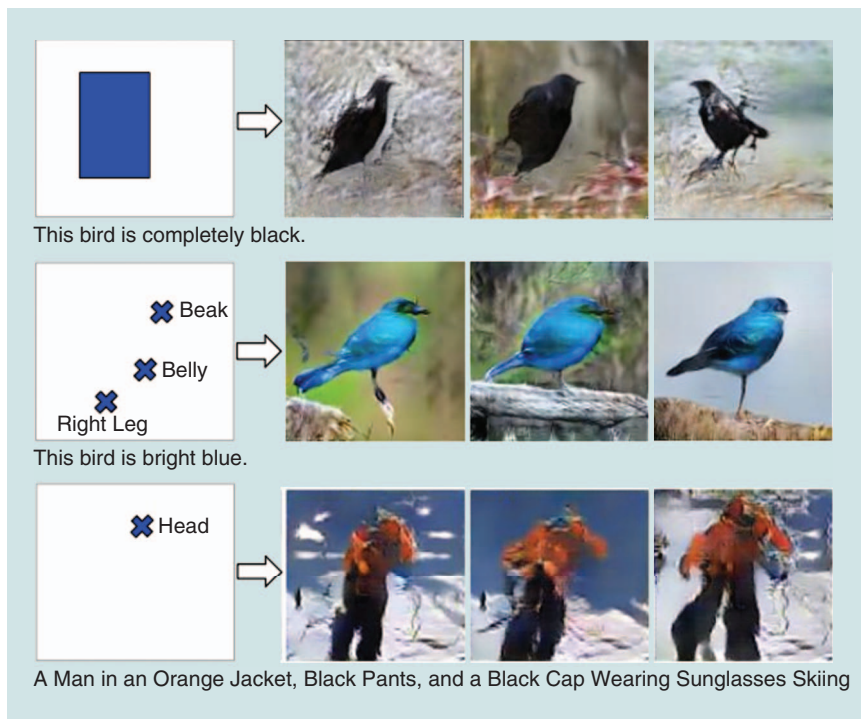 This bird is completely black.
Beak
Belly
Right Leg
This bird is bright blue.
Head
A Man in an Orange Jacket, Black Pants, and a Black Cap Wearing Sunglasses Skiing